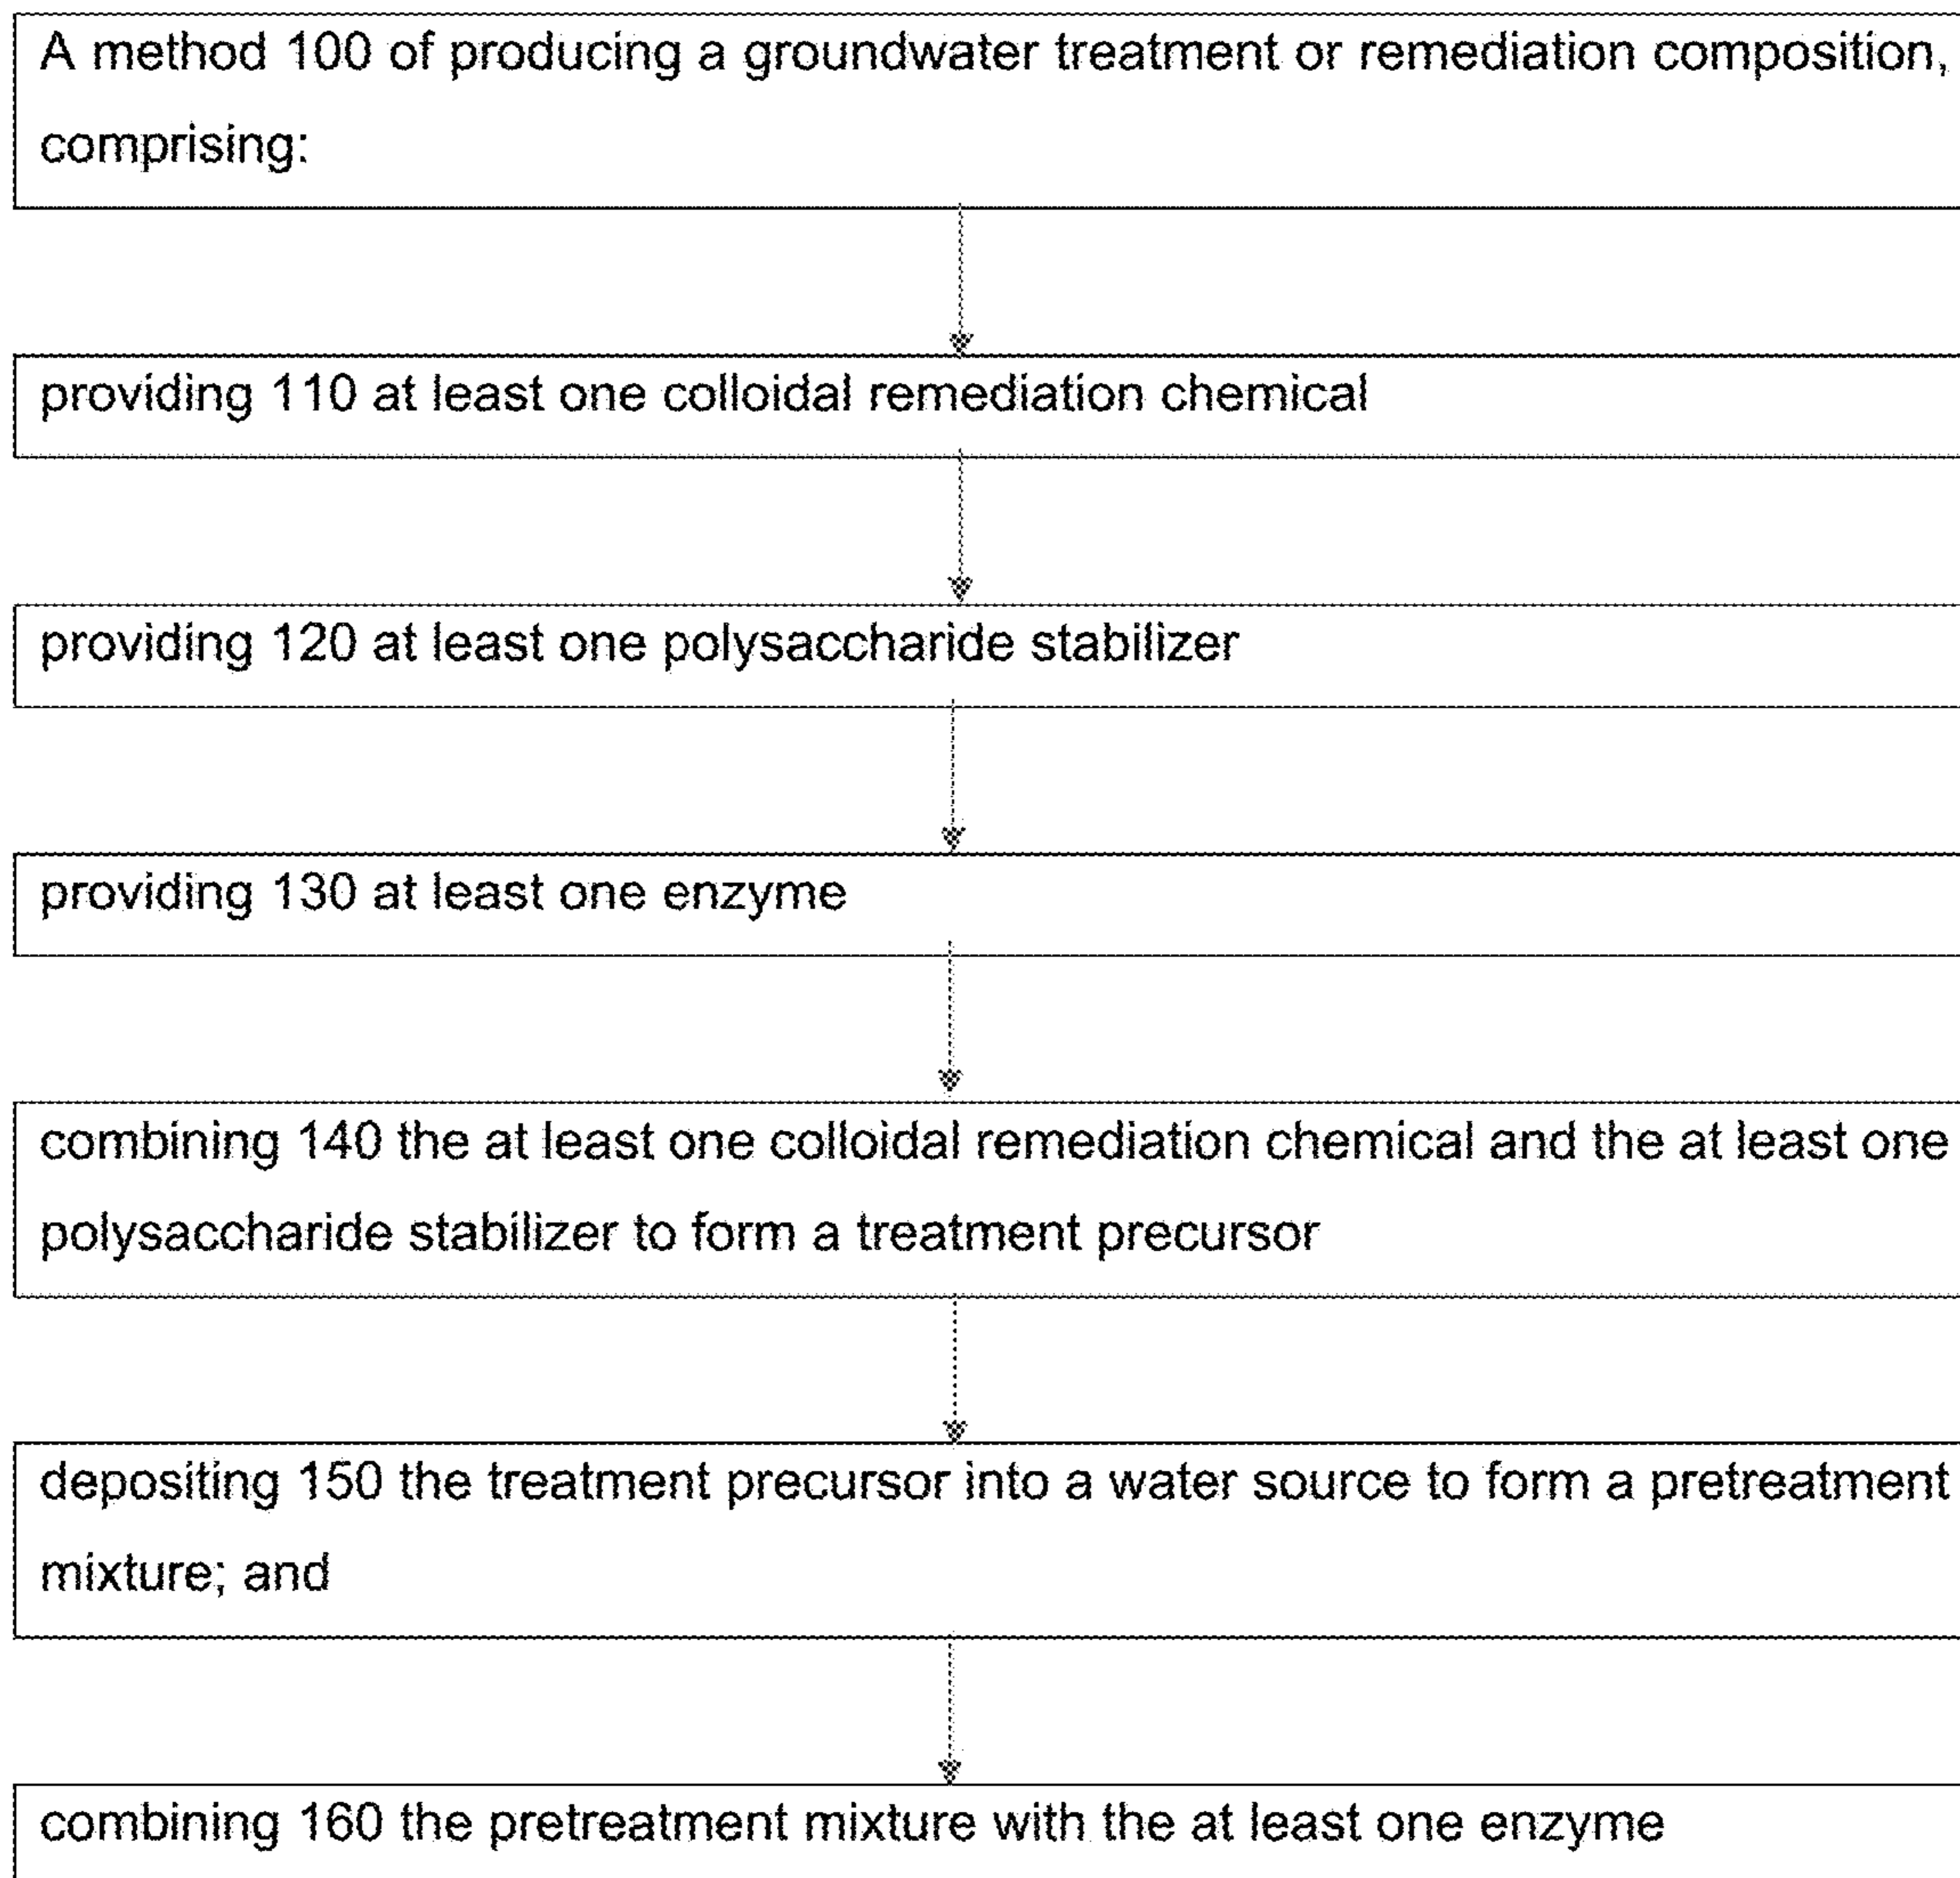 A method 100 of producing a groundwater treatment or remediation composition,
comprising:
providing 110 at least one colloidal remediation chemical
providing 120 at least one polysaccharide stabilizer
providing 130 at least one enzyme
combining 140 the at least one colloidal remediation chemical and the at least one
polysaccharide stabilizer to form a treatment precursor
depositing 150 the treatment precursor into a water source to form a pretreatment
mixture; and
combining 160 the pretreatment mixture with the at least one enzyme